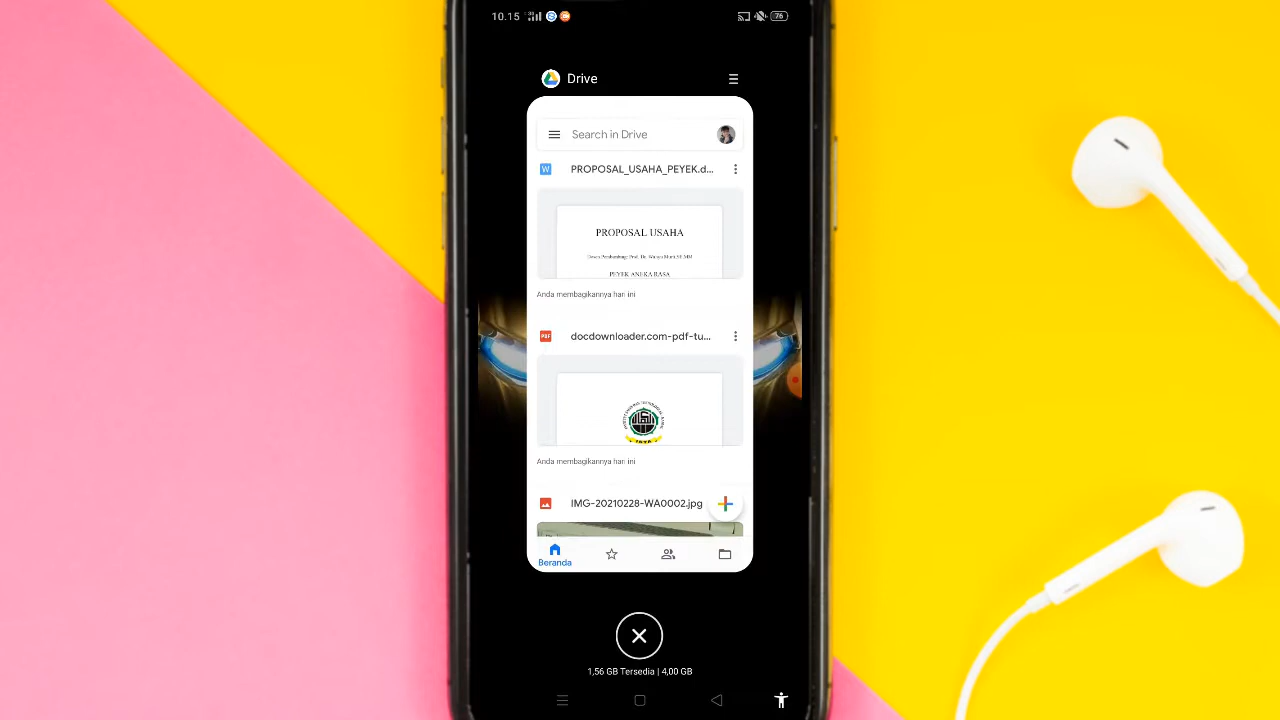 10.15
76
Drive
Search in Drive
PROPOSAL_USAHA_PEYEK.d...
PROPOSAL USAHA
PEYEK ANEKA RASA
Anda membagikannya hari ini
docdownloader.com-pdf-tu...
Anda membagikannya hari ini
IMG-20210228-WA0002.jpg
Beranda
1,56 GB Tersedia | 4,00 GB